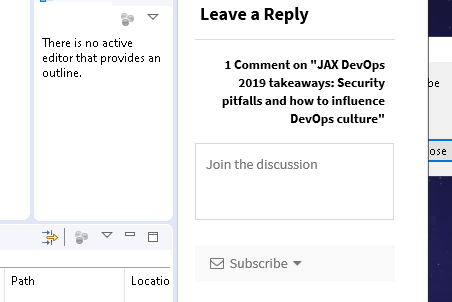 There is no active
editor that provides an
outline.
Path
Locatio
Leave a Reply
1 Comment on "JAX DevOps
2019 takeaways: Security
pitfalls and how to influence
DevOps culture"
Join the discussion
Subscribe
be
ose